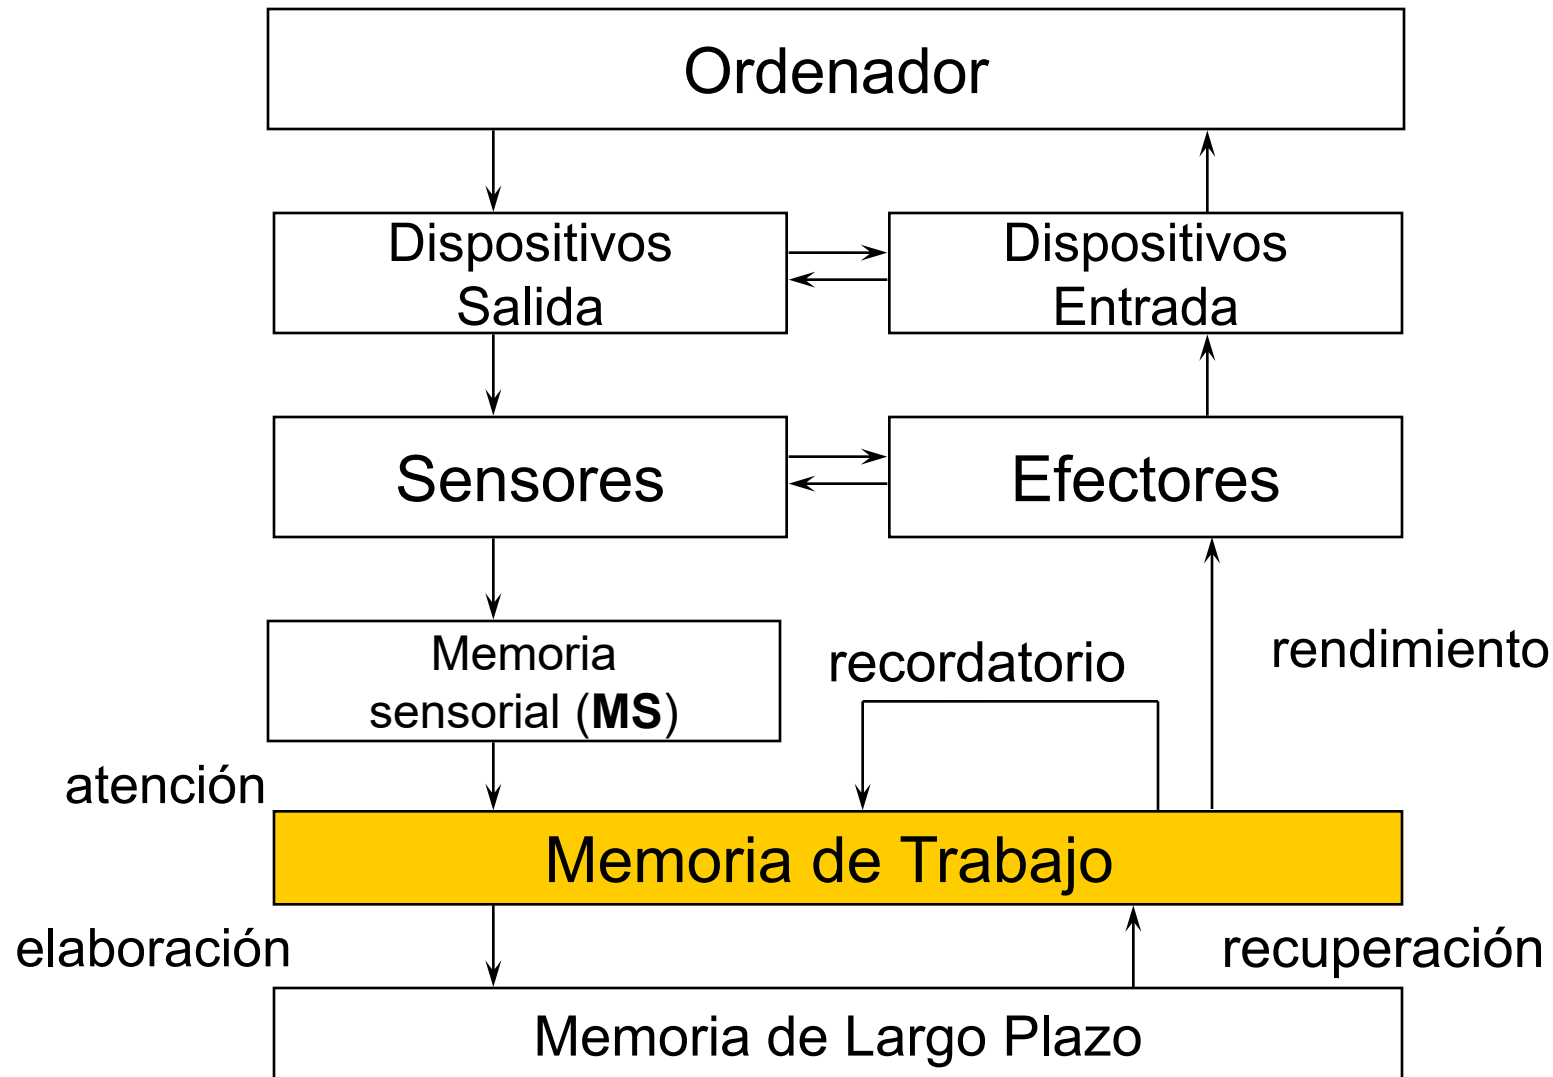 Ordenador
Dispositivos
Salida
Dispositivos
Entrada
Sensores
Efectores
Memoria
sensorial (MS)
recordatorio
rendimiento
atención
Memoria de Trabajo
elaboración
recuperación
Memoria de Largo Plazo